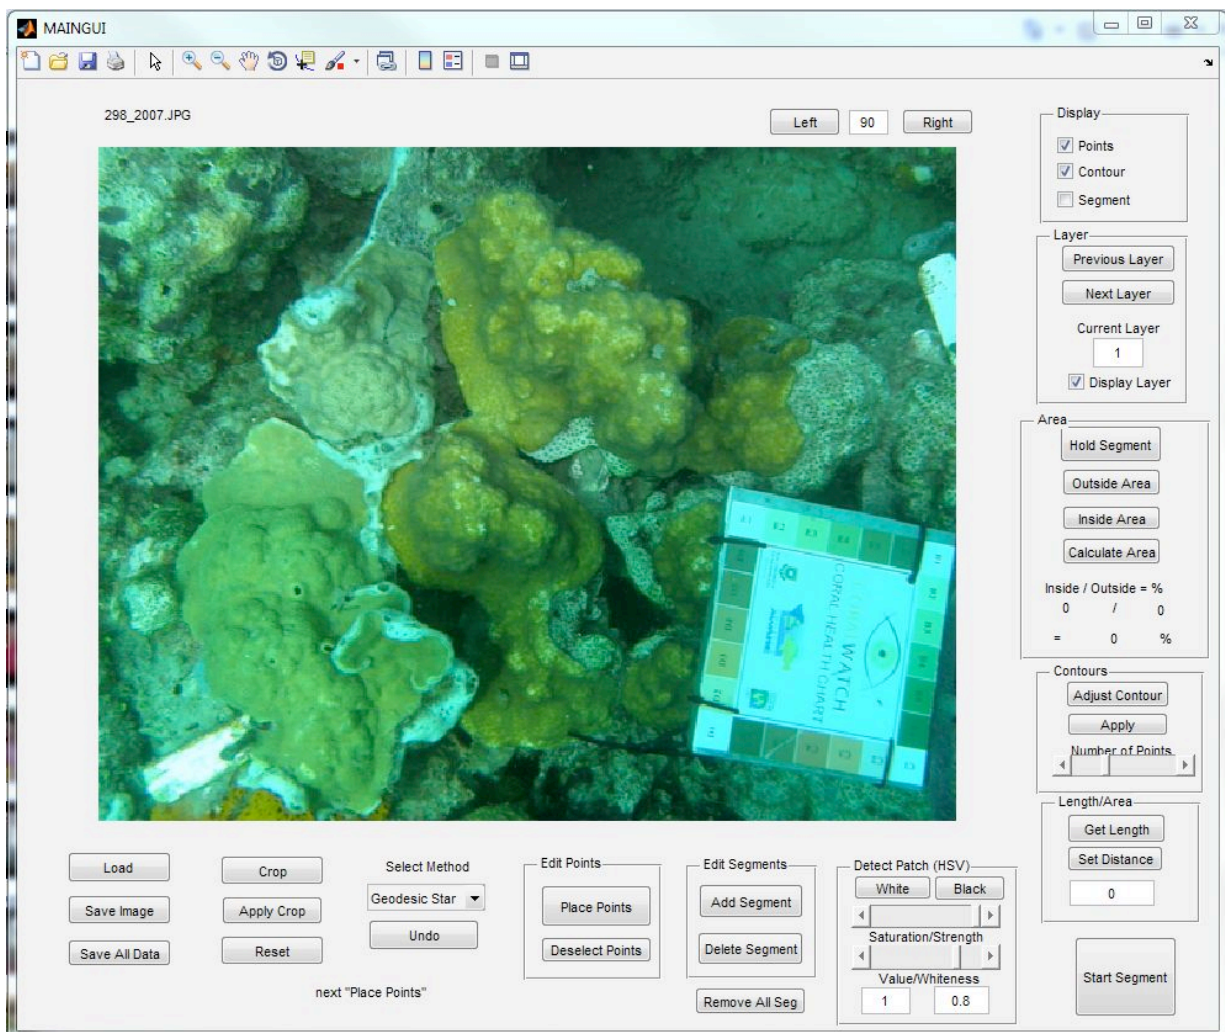 MAINGUI
298_2007.JPG
Left
90
Right
Display
Points
Contour
Segment
Layer
Previous Layer
Next Layer
Current Layer
1
Display Layer
Area
Hold Segment
Outside Area
Inside Area
Calculate Area
Inside / Outside = %
0 / 0
= 0 %
Contours
Adjust Contour
Apply
Number of Points
Length/Area
Get Length
Set Distance
0
Start Segment
WATCH
CORAL HEALTH CHART
B1
B2
B3
C2
Load
Save Image
Save All Data
Crop
Apply Crop
Reset
Select Method
Geodesic Star
Undo
next "Place Points"
Edit Points
Place Points
Deselect Points
Edit Segments
Add Segment
Delete Segment
Remove All Seg
Detect Patch (HSV)
White
Black
Saturation/Strength
Value/Whiteness
1
0.8